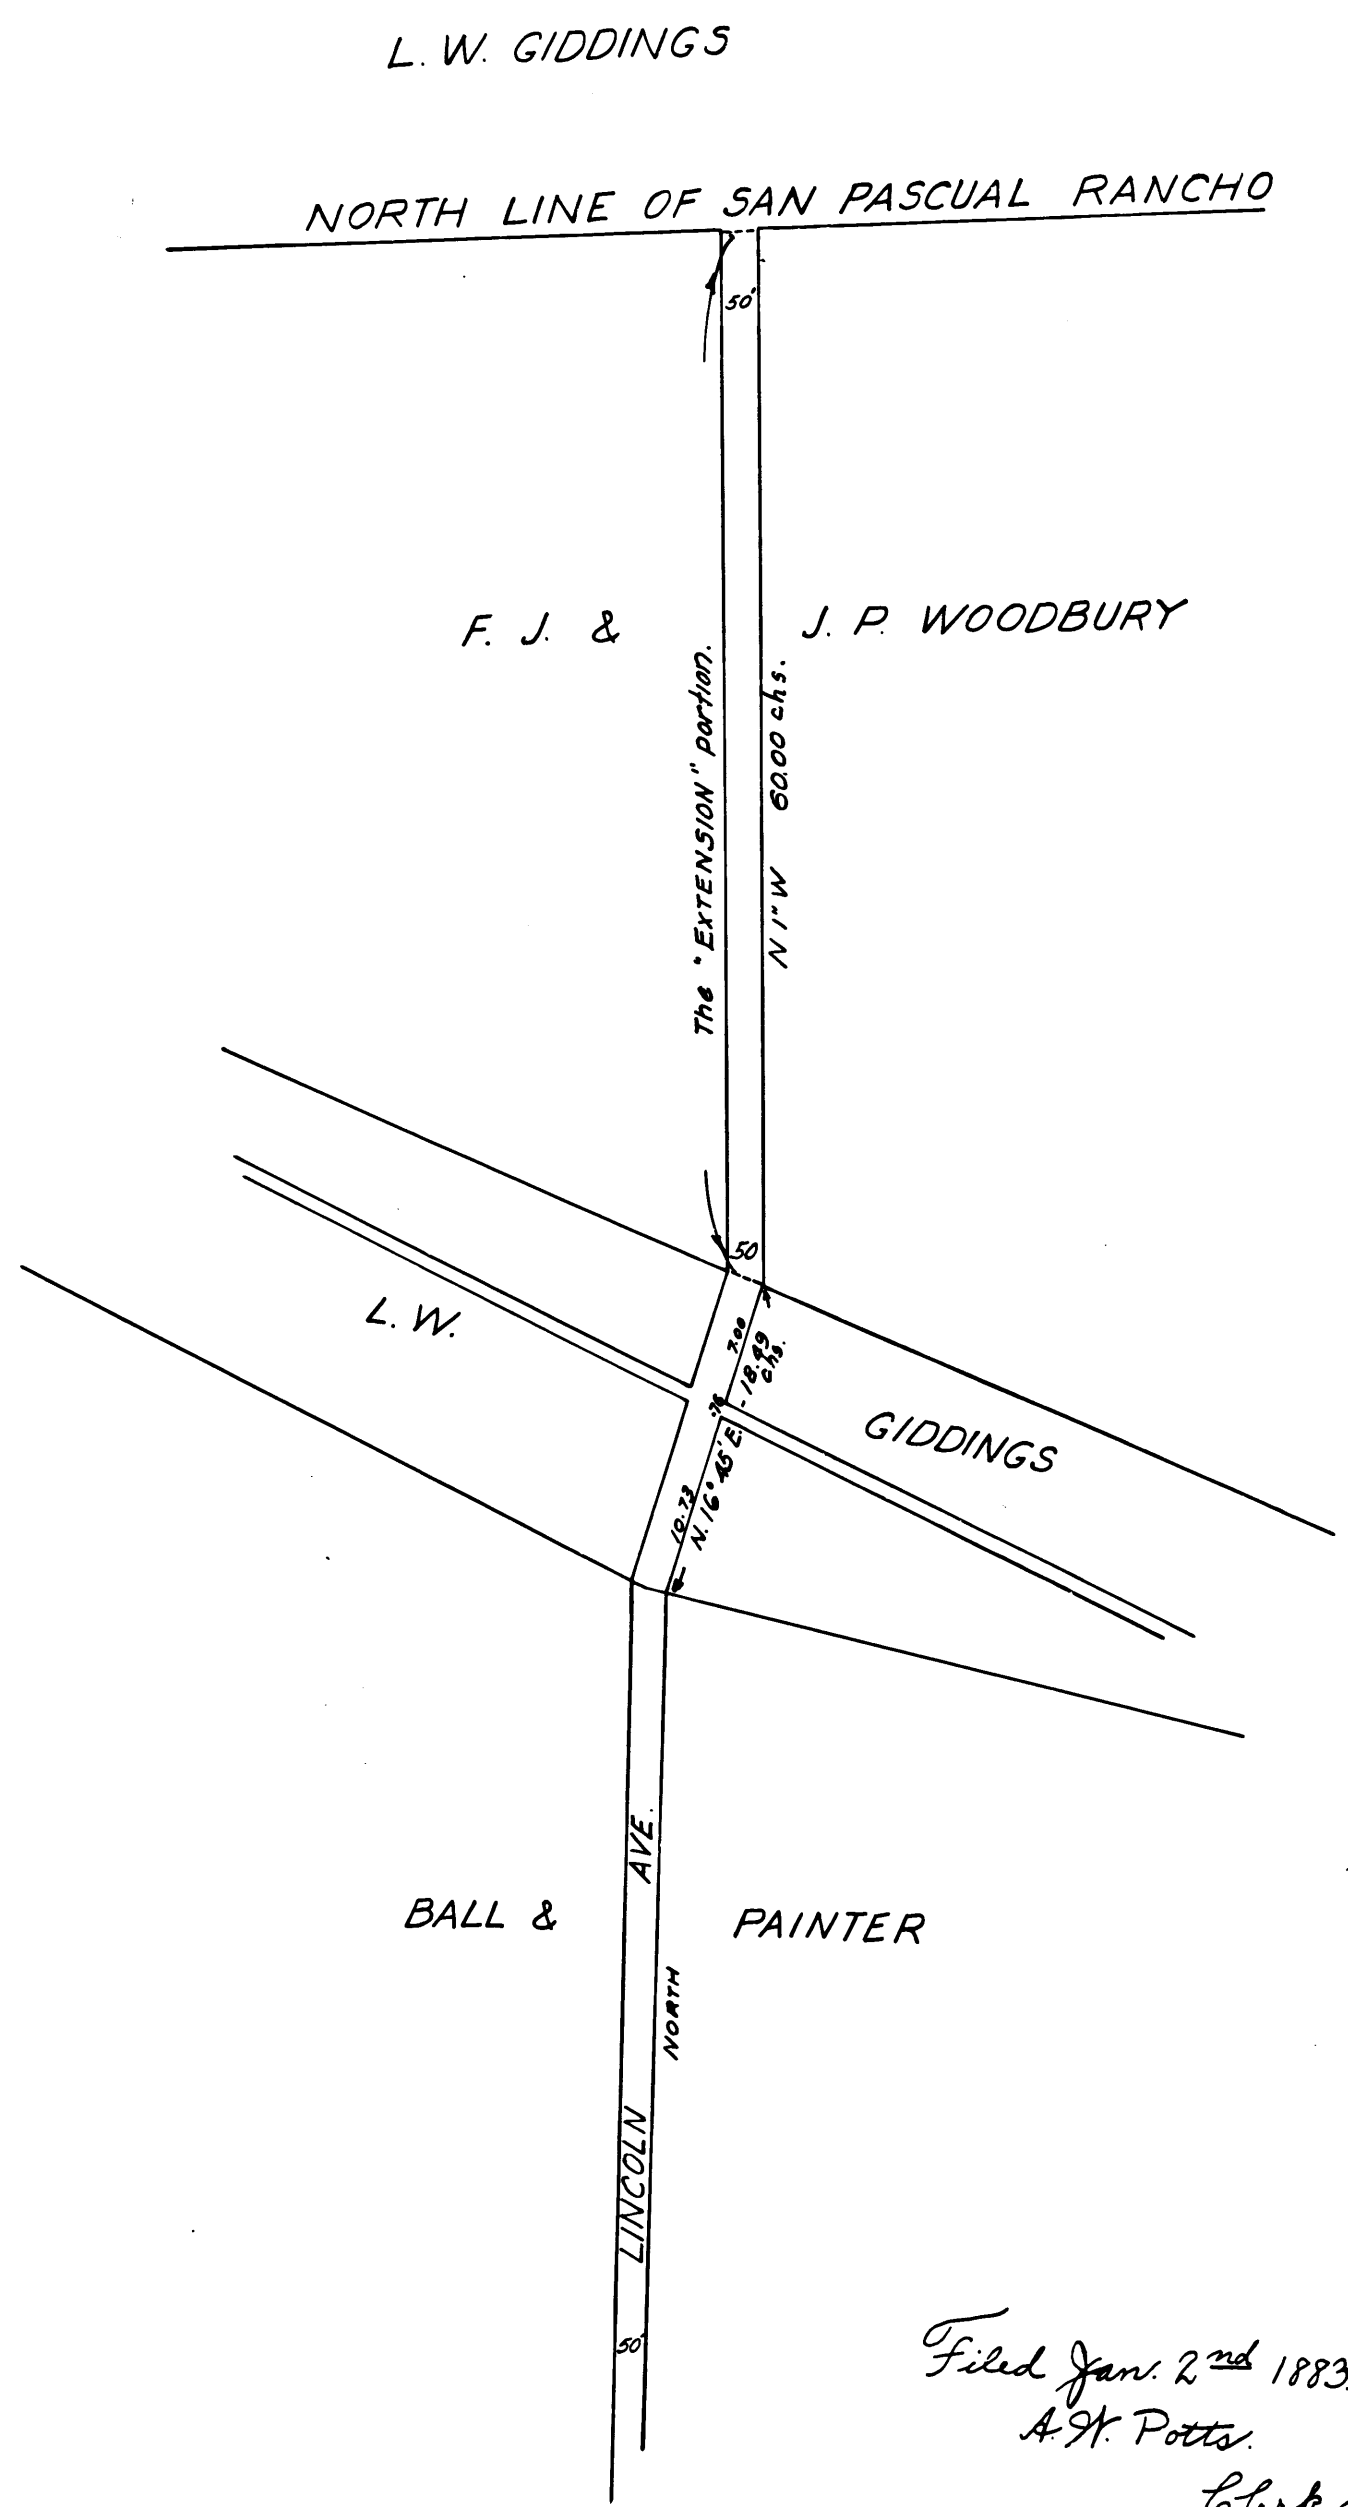 L. W. GIDDINGS
NORTH LINE OF SAN PASCUAL RANCHO
50'
F. J. & J. P. WOODBURY
The "EXTENSION" portion.
N 1° W 60.00 chs.
50
L. W. GIDDINGS
7.00
- 18.49 chs.
.76
10.73
N. 16° 45' E.
BALL & PAINTER
LINCOLN AVE.
NORTH
50'
Filed Jan. 2nd 1883.
A. W. Potts.